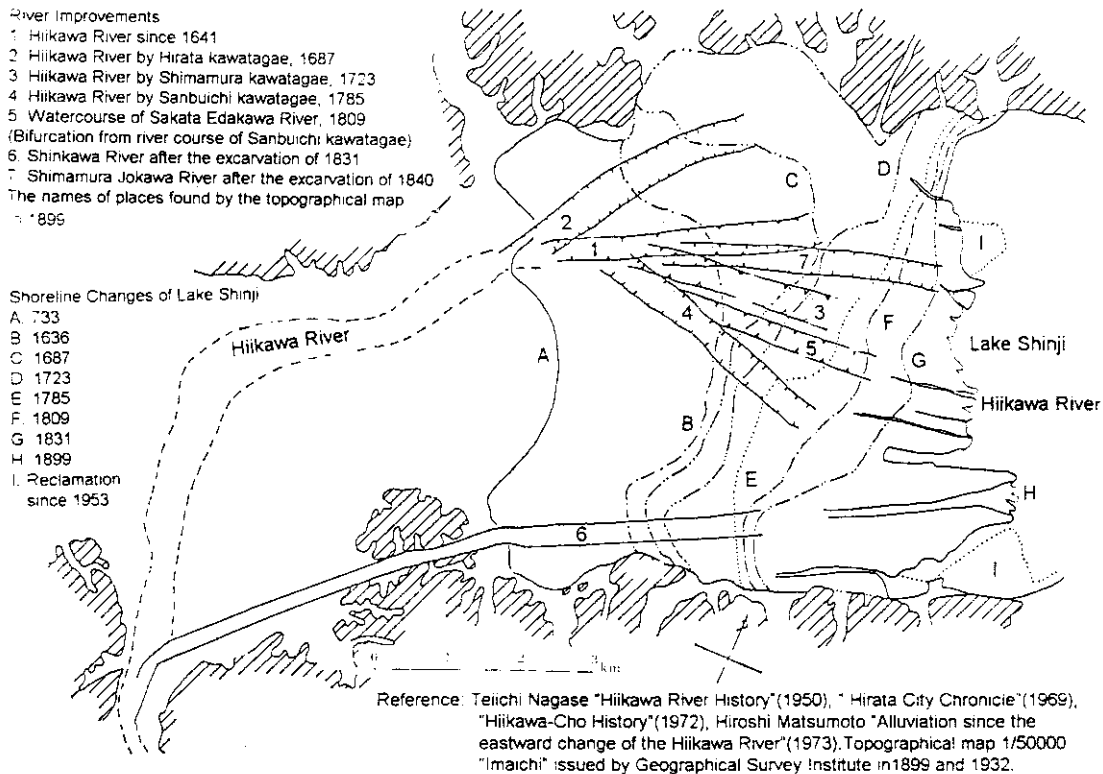 River Improvements
1 Hiikawa River since 1641
2 Hiikawa River by Hirata kawatagae, 1687
3 Hiikawa River by Shimamura kawatagae, 1723
4 Hiikawa River by Sanbuichi kawatagae, 1785
5 Watercourse of Sakata Edakawa River, 1809
(Bifurcation from river course of Sanbuichi kawatagae)
6. Shinkawa River after the excarvation of 1831
7 Shimamura Jokawa River after the excarvation of 1840
The names of places found by the topographical map
1899
Shoreline Changes of Lake Shinji
A. 733
B 1636
C 1687
D 1723
E 1785
F. 1809
G 1831
H 1899
I. Reclamation
since 1953
Hiikawa River
2
1
C
D
I
7
3
4
5
F
G
A
B
E
Lake Shinji
Hiikawa River
H
6
I
0 1 2 3 km
Reference: Teiichi Nagase "Hiikawa River History"(1950), " Hirata City Chronicie"(1969),
"Hiikawa-Cho History"(1972), Hiroshi Matsumoto "Alluviation since the
eastward change of the Hiikawa River"(1973).Topographical map 1/50000
"Imaichi" issued by Geographical Survey Institute in1899 and 1932.